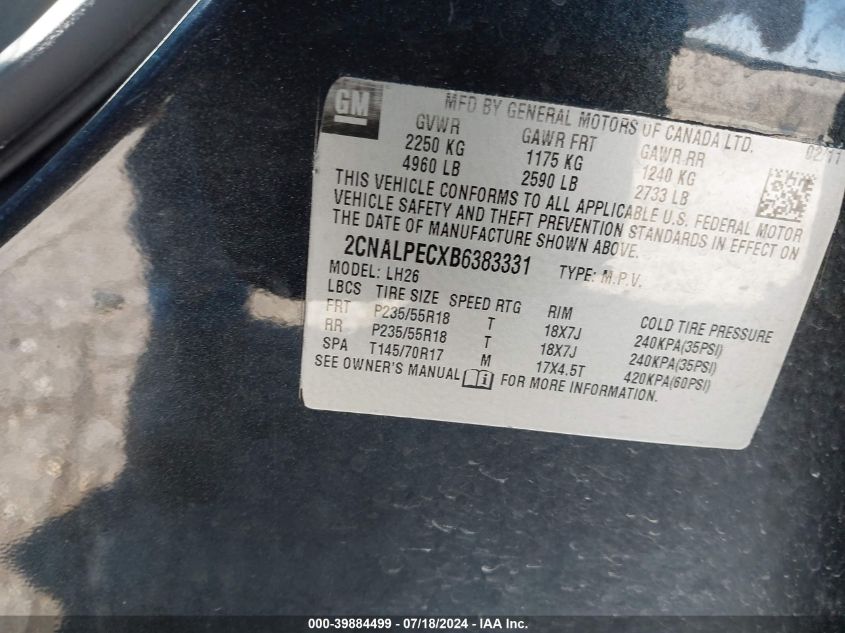 GM
MFD BY GENERAL MOTORS OF CANADA LTD. 02/11
GVWR GAWR FRT GAWR RR
2250 KG 1175 KG 1240 KG
4960 LB 2590 LB 2733 LB
THIS VEHICLE CONFORMS TO ALL APPLICABLE U.S. FEDERAL MOTOR
VEHICLE SAFETY AND THEFT PREVENTION STANDARDS IN EFFECT ON
THE DATE OF MANUFACTURE SHOWN ABOVE.
2CNALPECXB6383331 TYPE: M.P.V.
MODEL: LH26
LBCS TIRE SIZE SPEED RTG RIM COLD TIRE PRESSURE
FRT P235/55R18 T 18X7J 240KPA(35PSI)
RR P235/55R18 T 18X7J 240KPA(35PSI)
SPA T145/70R17 M 17X4.5T 420KPA(60PSI)
SEE OWNER'S MANUAL FOR MORE INFORMATION.
000-39884499 - 07/18/2024 - IAA Inc.